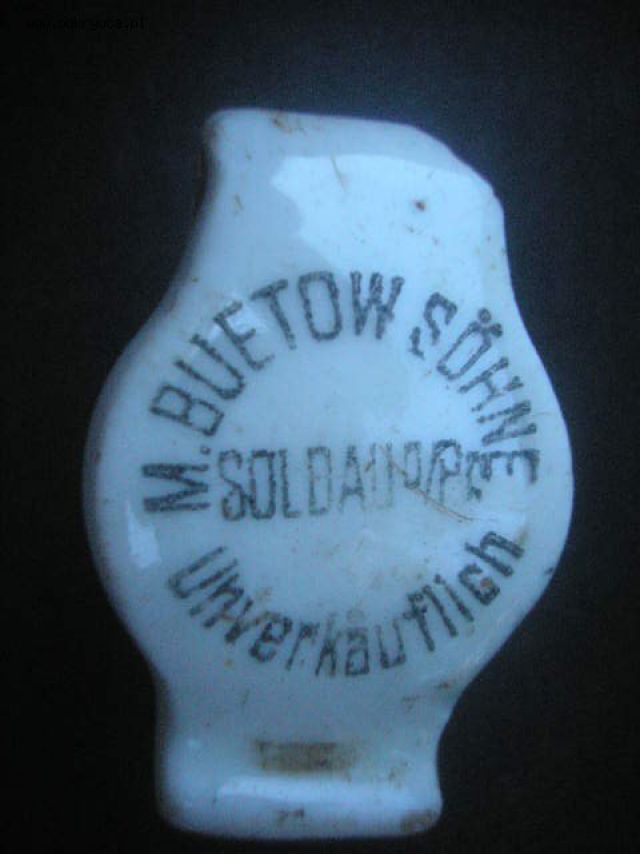 M. BUETOW SÖHNE
SOLDAU O/Pr.
Unverkäuflich